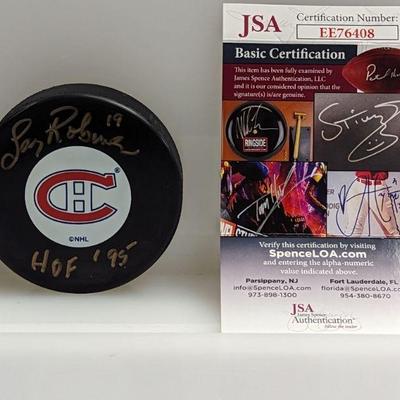 Larry Robinson 19
CH
©NHL
HOF '95
JSA
Certification Number:
EE76408
Basic Certification
This item has been fully examined by
James Spence Authentication, LLC
and it is our considered opinion that the
signature(s) is/are genuine.
RINGSIDE
Verify this certification by visiting
SpenceLOA.com
and entering the alpha-numeric
value indicated above.
Parsippany, NJ
info@SpenceLOA.com
973-898-1300
Fort Lauderdale, FL
florida@SpenceLOA.com
954-380-8670
JSA
James Spence
Authentication